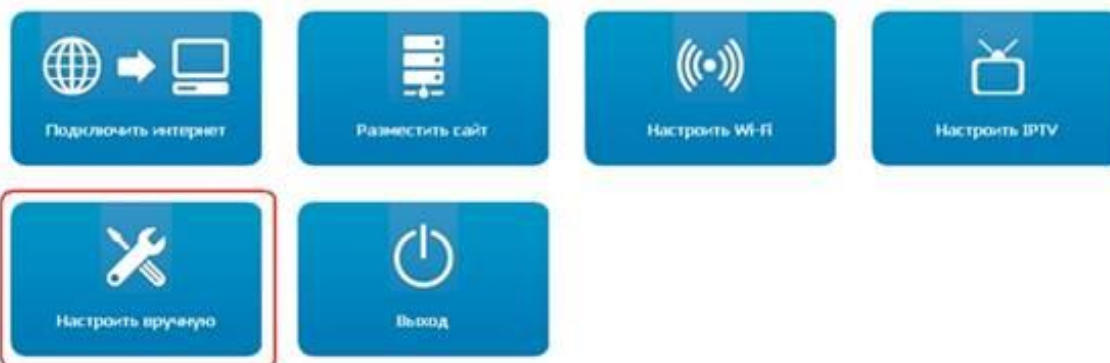 Подключить интернет
Разместить сайт
Настроить Wi-Fi
Настроить IPTV
Настроить вручную
Выход